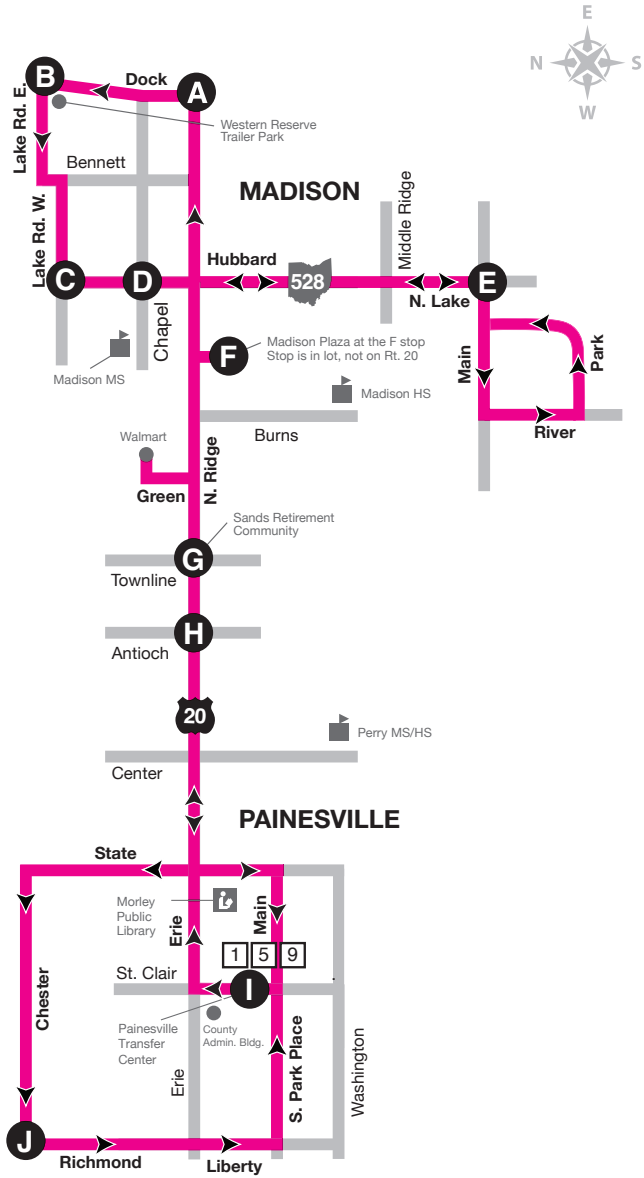 E
N
S
W
B
Dock
A
Lake Rd. E.
Western Reserve
Trailer Park
Bennett
MADISON
Middle Ridge
Lake Rd. W.
Hubbard
C
D
528
E
N. Lake
Chapel
Madison MS
F
Madison Plaza at the F stop
Stop is in lot, not on Rt. 20
Main
Park
Madison HS
Walmart
Burns
River
Green
N. Ridge
Sands Retirement
Community
G
Townline
H
Antioch
20
Perry MS/HS
Center
PAINESVILLE
State
Morley
Public
Library
Erie
Main
1
5
9
St. Clair
I
Chester
Painesville
Transfer
Center
County
Admin. Bldg.
S. Park Place
Erie
Washington
J
Richmond
Liberty